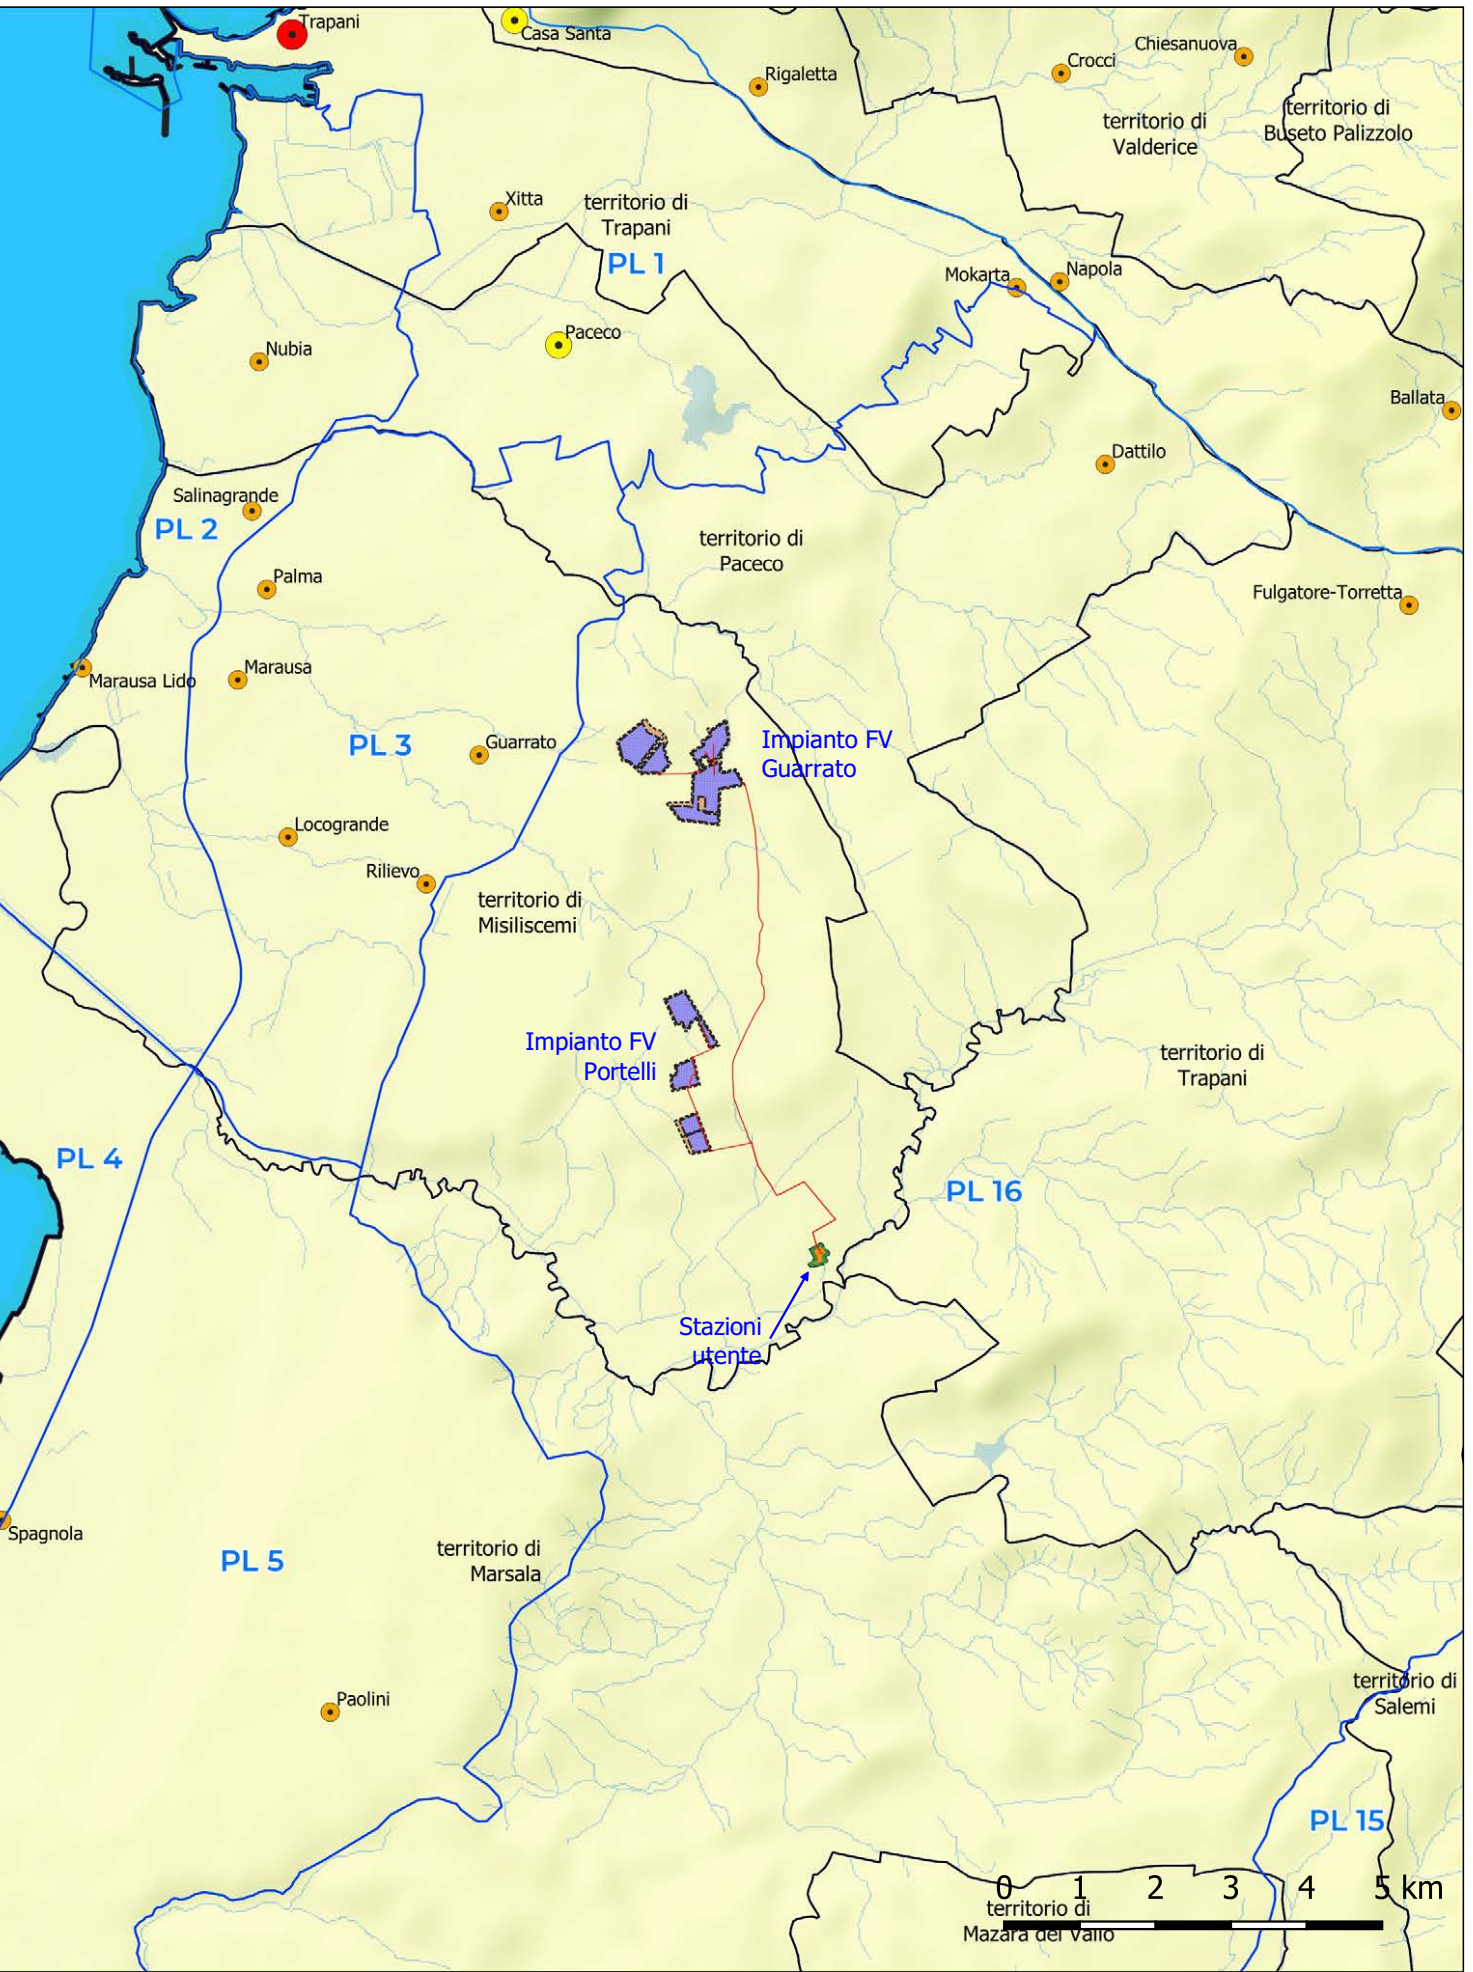 Trapani
Casa Santa
Rigaletta
Crocci
Chiesanuova
territorio di
Valderice
territorio di
Buseto Palizzolo
Xitta
territorio di
Trapani
PL 1
Mokarta
Napola
Nubia
Paceco
Ballata
Dattilo
Salinagrande
PL 2
territorio di
Paceco
Palma
Fulgatore-Torretta
Marausa Lido
Marausa
PL 3
Guarrato
Impianto FV
Guarrato
Locogrande
Rilievo
territorio di
Misiliscemi
Impianto FV
Portelli
territorio di
Trapani
PL 4
PL 16
Stazioni
utente
Spagnola
PL 5
territorio di
Marsala
Paolini
territorio di
Salemi
PL 15
0 1 2 3 4 5 km
territorio di
Mazara del Vallo